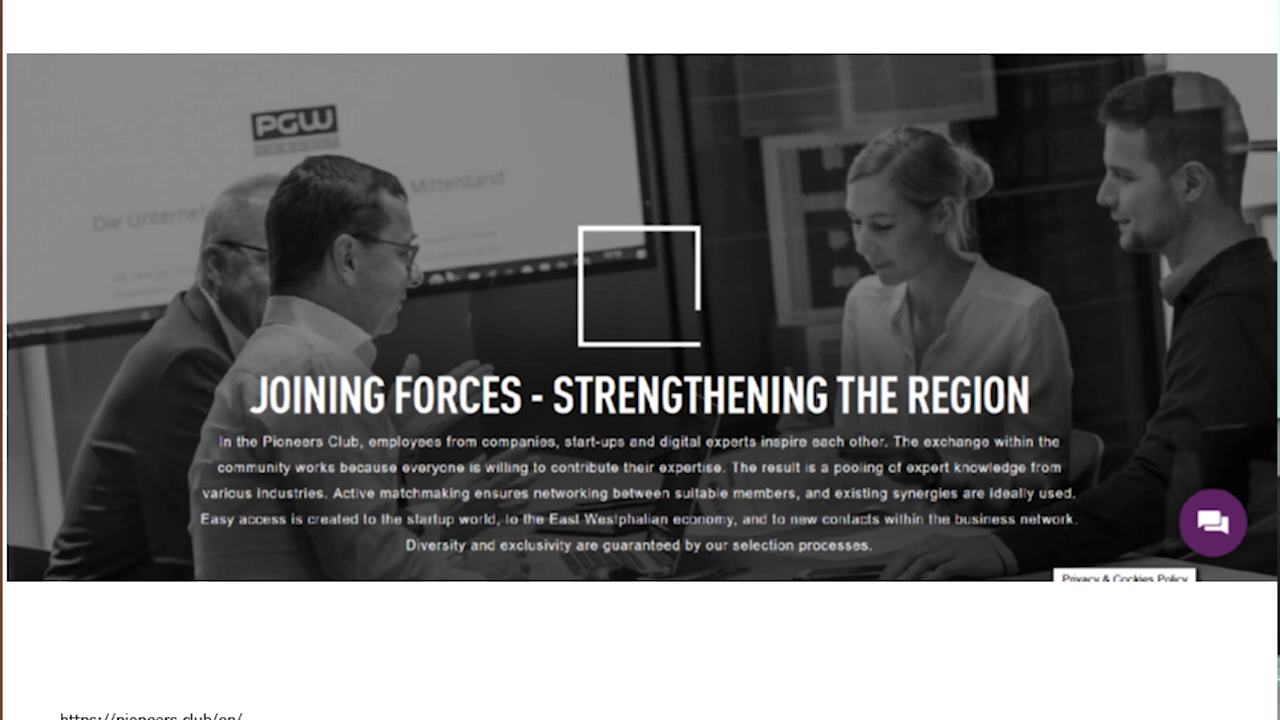 PGW
Die Unterneh
Mittelstand
JOINING FORCES - STRENGTHENING THE REGION
In the Pioneers Club, employees from companies, start-ups and digital experts inspire each other. The exchange within the
community works because everyone is willing to contribute their expertise. The result is a pooling of expert knowledge from
various industries. Active matchmaking ensures networking between suitable members, and existing synergies are ideally used.
Easy access is created to the startup world, to the East Westphalian economy, and to new contacts within the business network.
Diversity and exclusivity are guaranteed by our selection processes.
Privacy & Cookies Policy
https://pioneers.club/en/